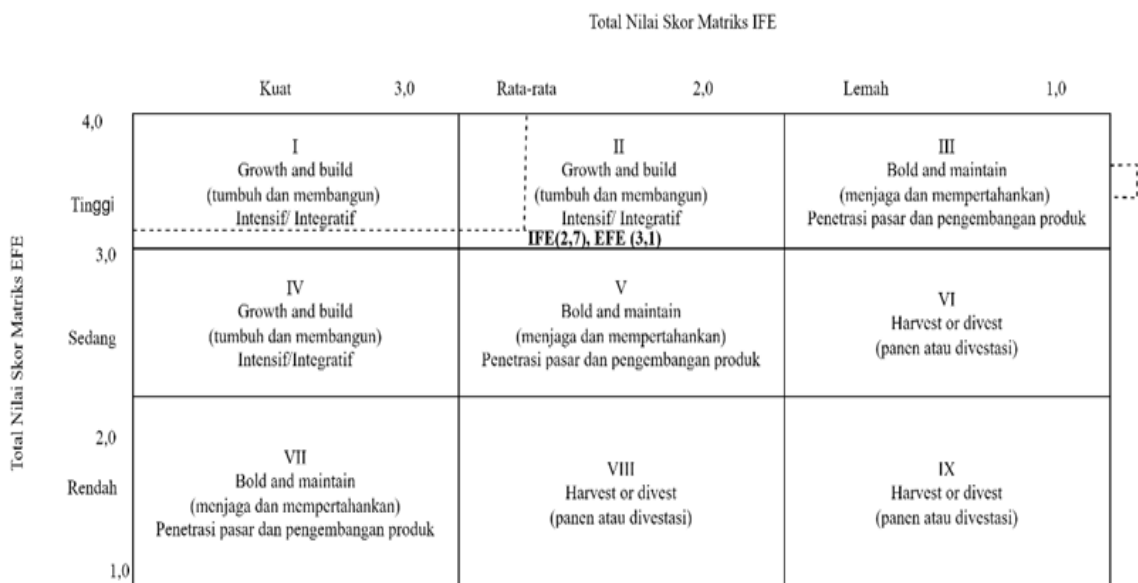 Total Nilai Skor Matriks IFE
Kuat 3,0 Rata-rata 2,0 Lemah 1,0
Total Nilai Skor Matriks EFE
4,0
Tinggi
3,0
Sedang
2,0
Rendah
1,0
I
Growth and build
(tumbuh dan membangun)
Intensif/ Integratif
II
Growth and build
(tumbuh dan membangun)
Intensif/ Integratif
IFE(2,7), EFE (3,1)
III
Bold and maintain
(menjaga dan mempertahankan)
Penetrasi pasar dan pengembangan produk
IV
Growth and build
(tumbuh dan membangun)
Intensif/Integratif
V
Bold and maintain
(menjaga dan mempertahankan)
Penetrasi pasar dan pengembangan produk
VI
Harvest or divest
(panen atau divestasi)
VII
Bold and maintain
(menjaga dan mempertahankan)
Penetrasi pasar dan pengembangan produk
VIII
Harvest or divest
(panen atau divestasi)
IX
Harvest or divest
(panen atau divestasi)